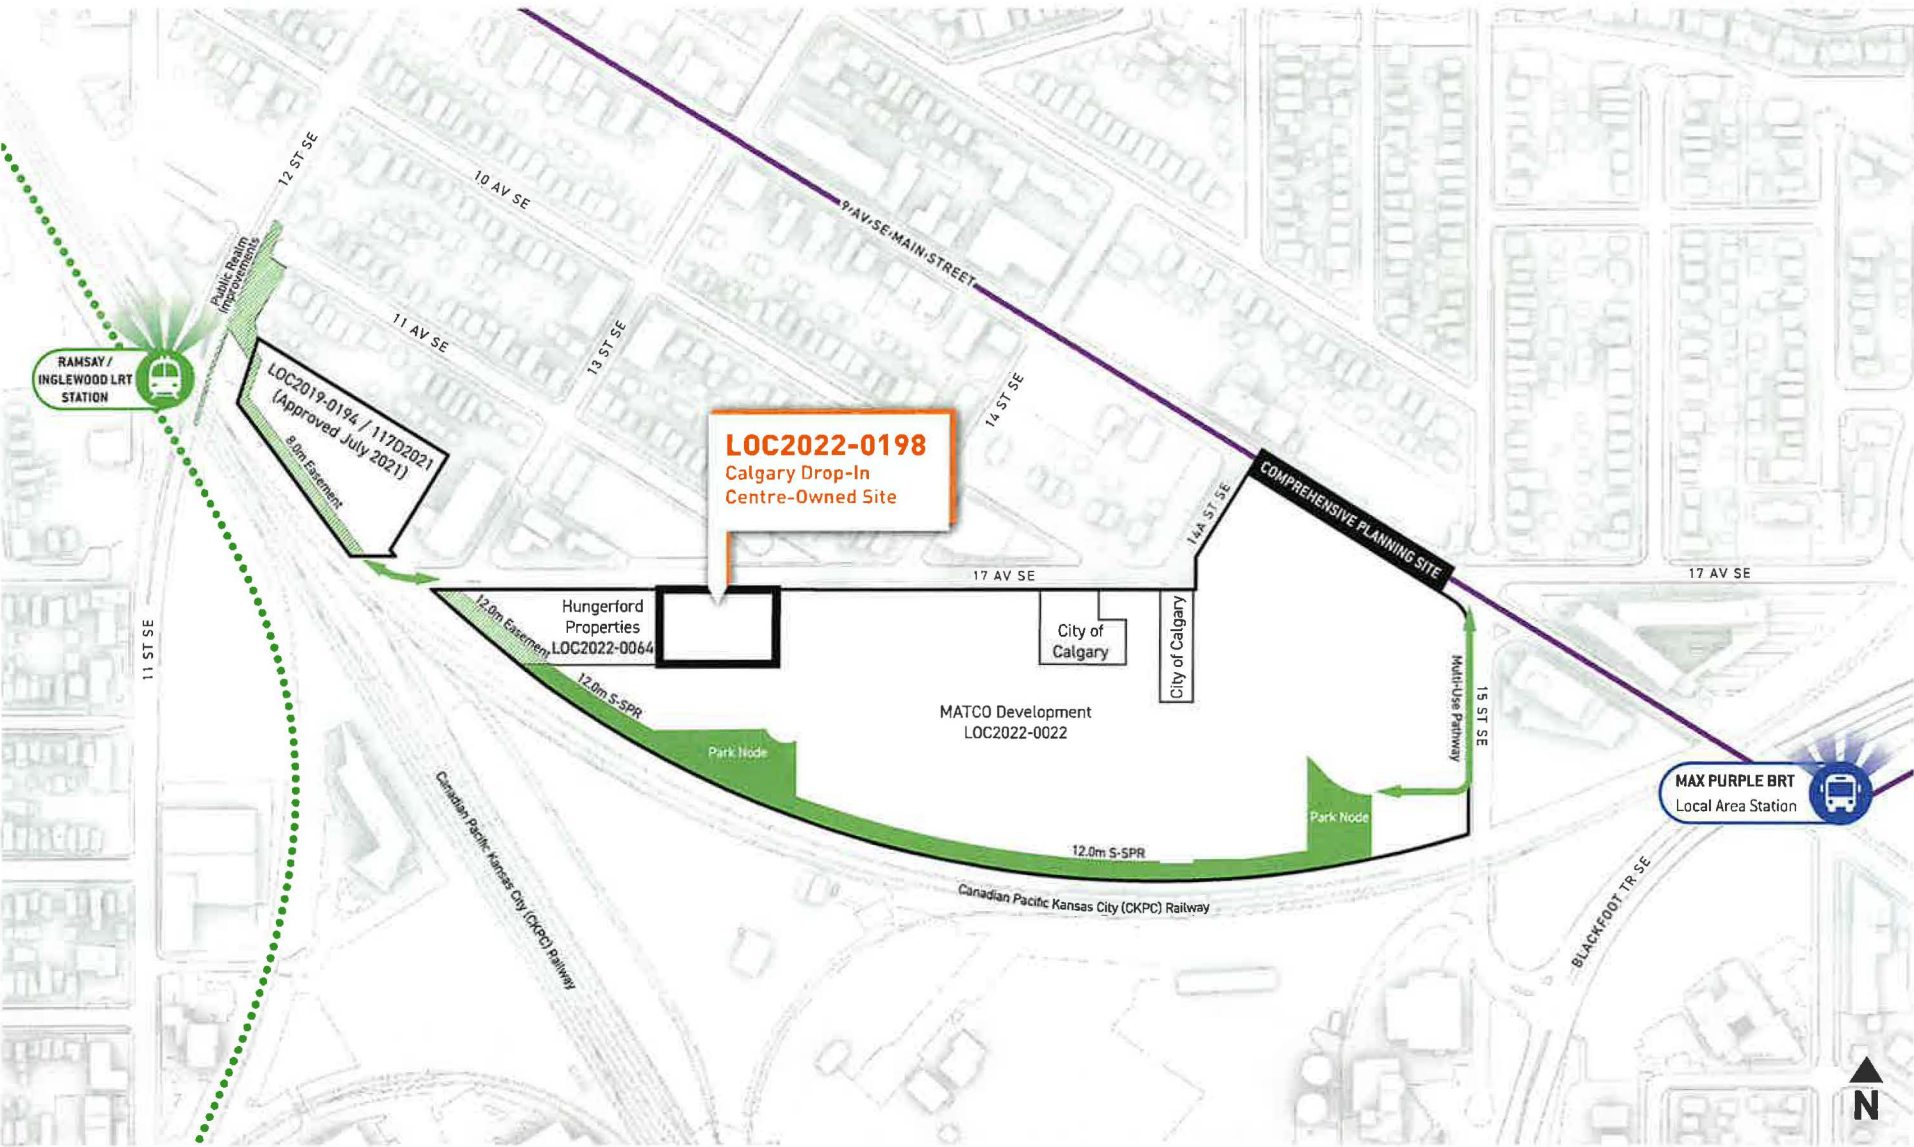 12 ST SE
10 AV SE
9 AV SE MAIN STREET
Public Realm
Improvements
11 AV SE
13 ST SE
14 ST SE
RAMSAY /
INGLEWOOD LRT
STATION
LOC2019-0194 / 117D2021
(Approved July 2021)
8.0m Easement
LOC2022-0198
Calgary Drop-In
Centre-Owned Site
14A ST SE
COMPREHENSIVE PLANNING SITE
17 AV SE
17 AV SE
11 ST SE
12.0m Easement
Hungerford
Properties
LOC2022-0064
City of
Calgary
City of Calgary
12.0m S-SPR
MATCO Development
LOC2022-0022
Multi-Use Pathway
15 ST SE
Park Node
Park Node
MAX PURPLE BRT
Local Area Station
12.0m S-SPR
Canadian Pacific Kansas City (CKPC) Railway
Canadian Pacific Kansas City (CKPC) Railway
BLACKFOOT TR SE
N